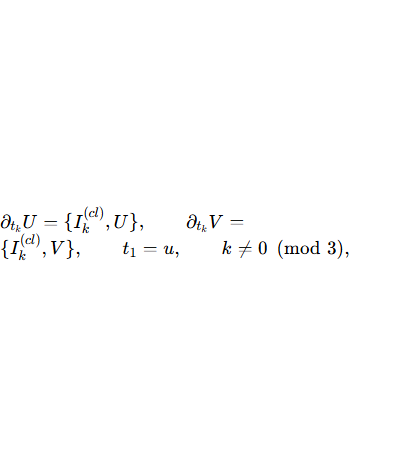 ∂_{t_k}U = {I_k^{(cl)}, U},  ∂_{t_k}V =
{I_k^{(cl)}, V},  t_1 = u,  k ≠ 0 (mod 3),